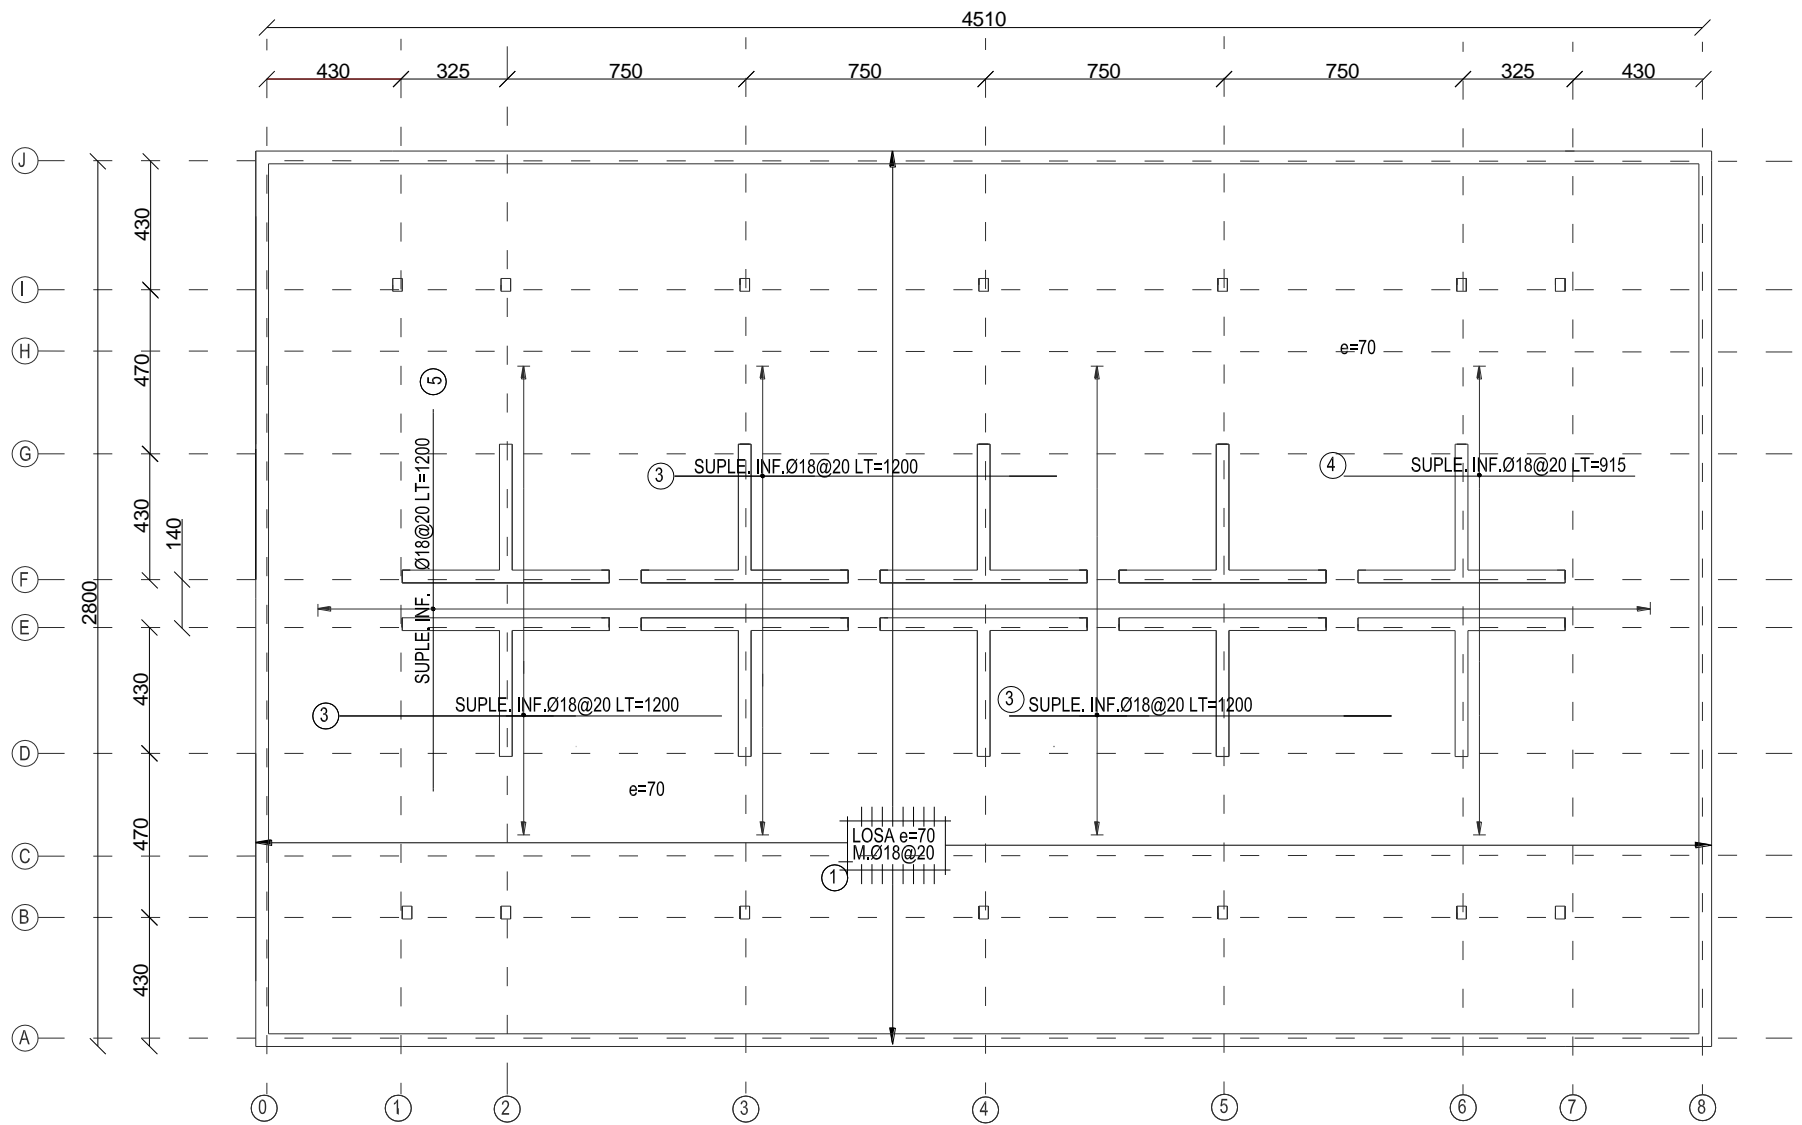 4510
430 325 750 750 750 750 325 430
J
430
I
H
e=70
470
5
G
SUPLE. INF. Ø18@20 LT=1200
3 SUPLE. INF.Ø18@20 LT=1200
4 SUPLE. INF.Ø18@20 LT=915
430
140
F
2800
E
430
3 SUPLE. INF.Ø18@20 LT=1200
3 SUPLE. INF.Ø18@20 LT=1200
D
e=70
470
LOSA e=70
M.Ø18@20
C
1
B
430
A
0 1 2 3 4 5 6 7 8